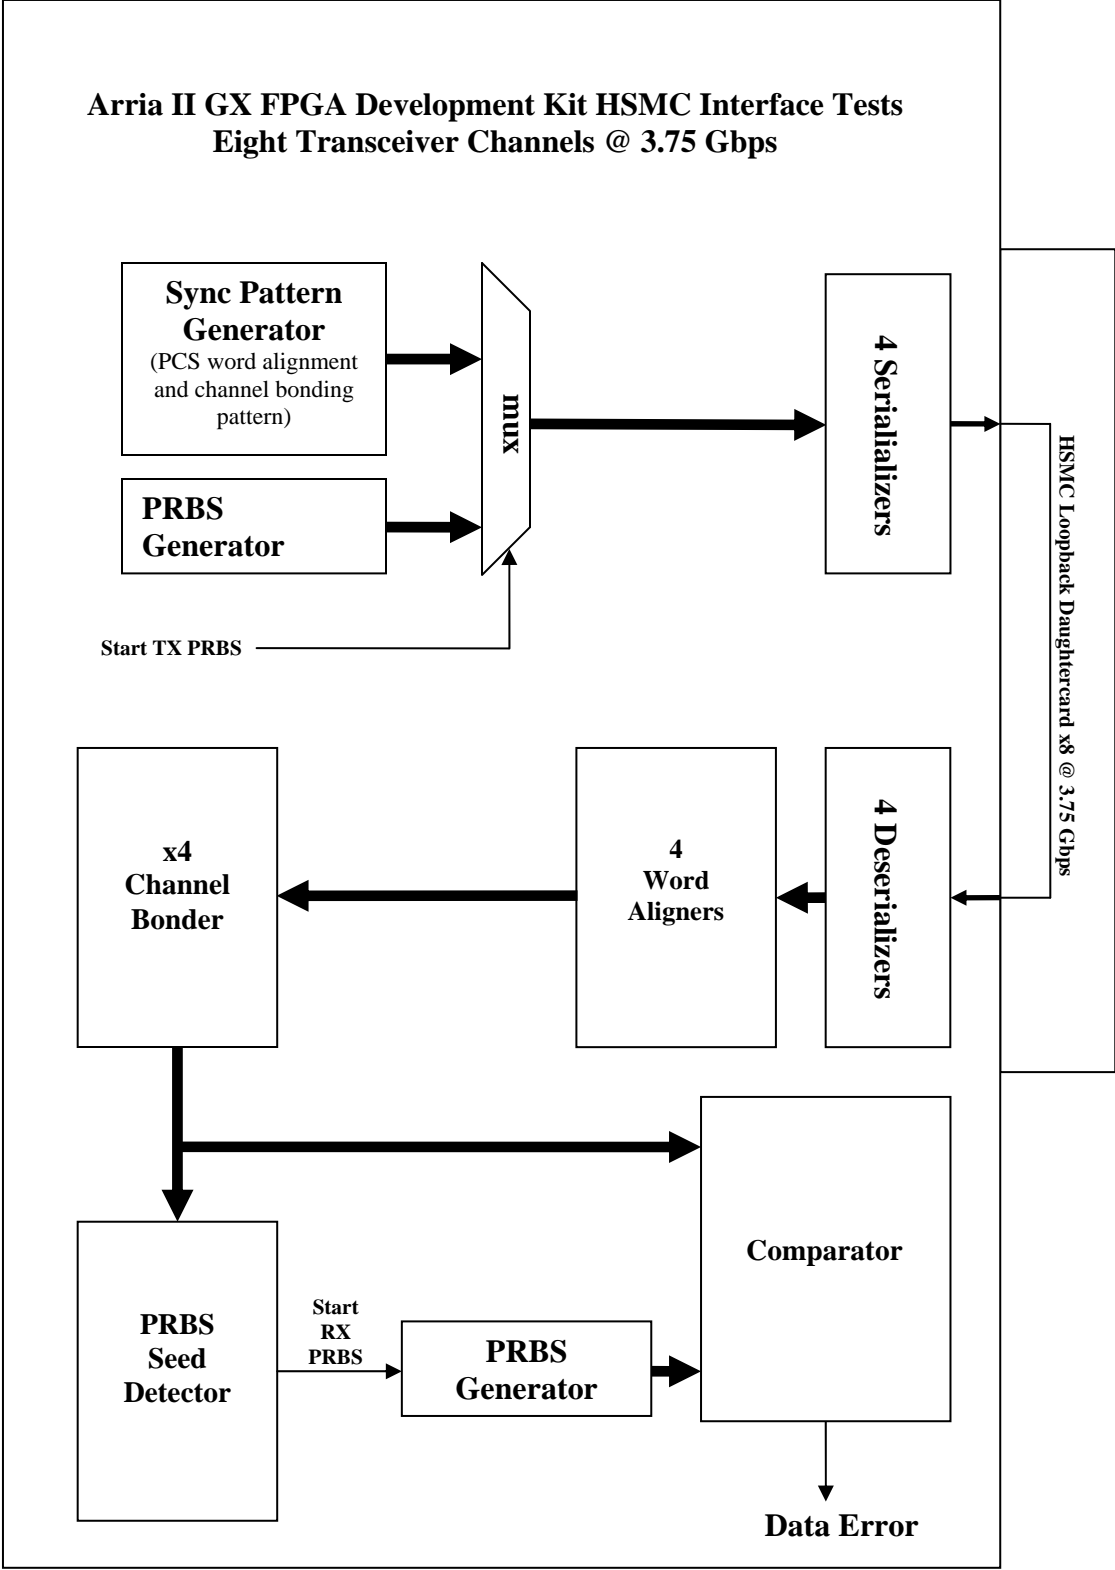 Arria II GX FPGA Development Kit HSMC Interface Tests
Eight Transceiver Channels @ 3.75 Gbps
Sync Pattern
Generator
(PCS word alignment
and channel bonding
pattern)
mux
4 Serialializers
PRBS
Generator
Start TX PRBS
HSMC Loopback Daughtercard x8 @ 3.75 Gbps
x4
Channel
Bonder
4
Word
Aligners
4 Deserializers
Comparator
PRBS
Seed
Detector
Start
RX
PRBS
PRBS
Generator
Data Error